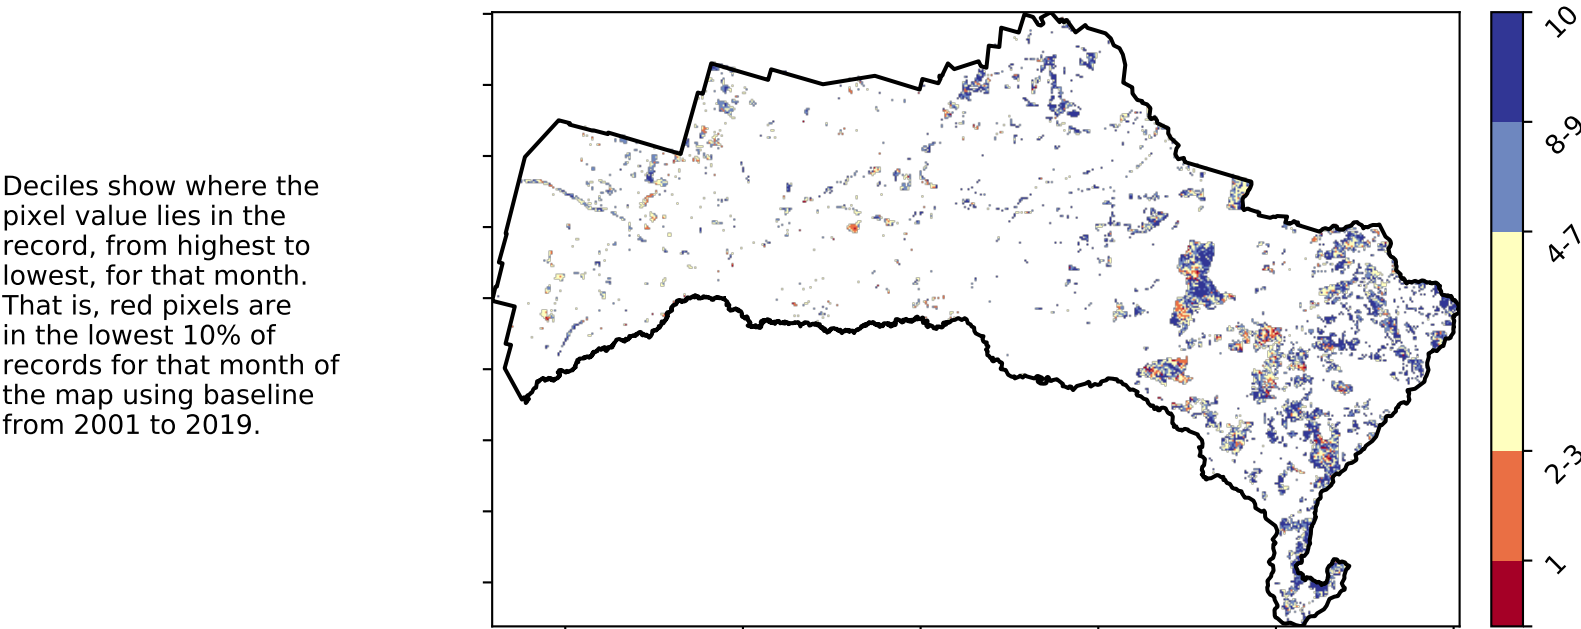 Deciles show where the
pixel value lies in the
record, from highest to
lowest, for that month.
That is, red pixels are
in the lowest 10% of
records for that month of
the map using baseline
from 2001 to 2019.
10
8-9
4-7
2-3
1